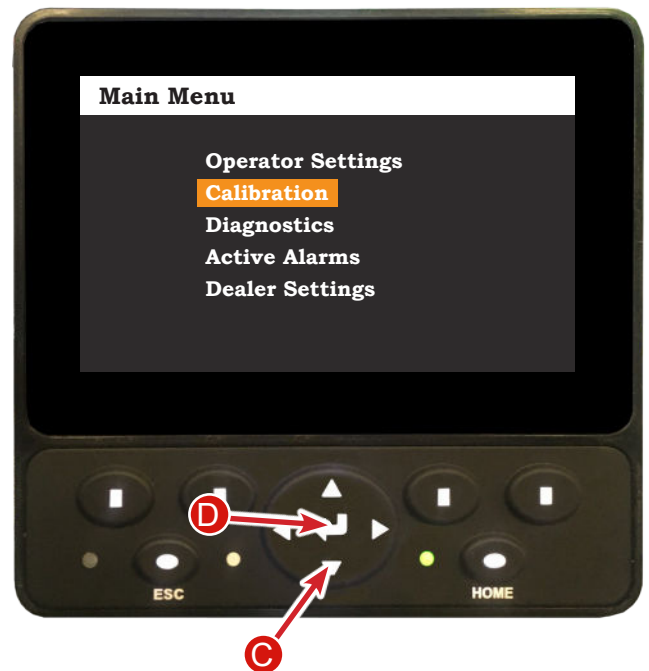 Main Menu
Operator Settings
Calibration
Diagnostics
Active Alarms
Dealer Settings
D
ESC
HOME
C